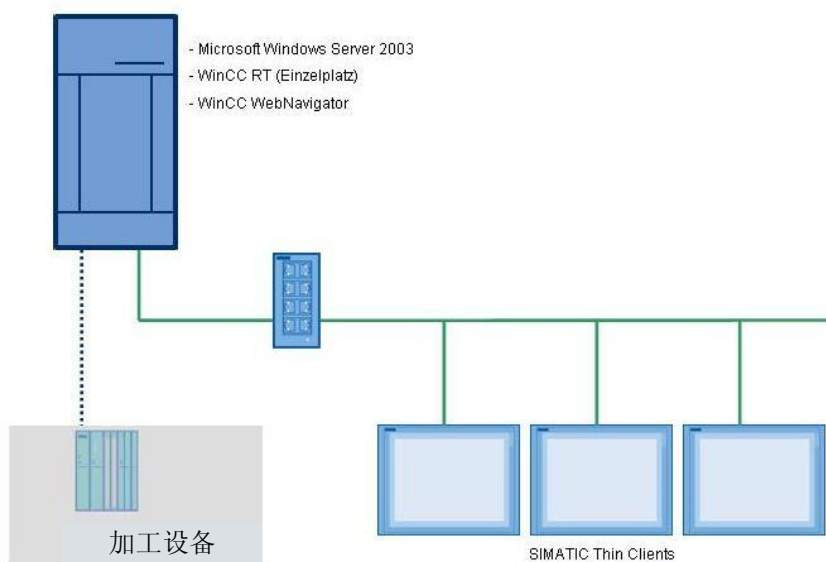 - Microsoft Windows Server 2003
- WinCC RT (Einzelplatz)
- WinCC WebNavigator
加工设备
SIMATIC Thin Clients